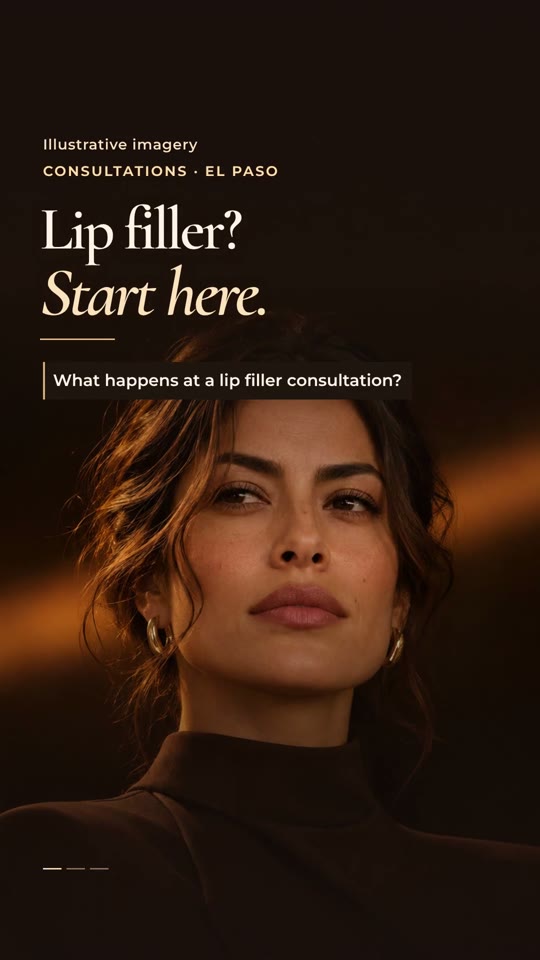 Illustrative imagery
CONSULTATIONS · EL PASO
Lip filler?
Start here.
What happens at a lip filler consultation?